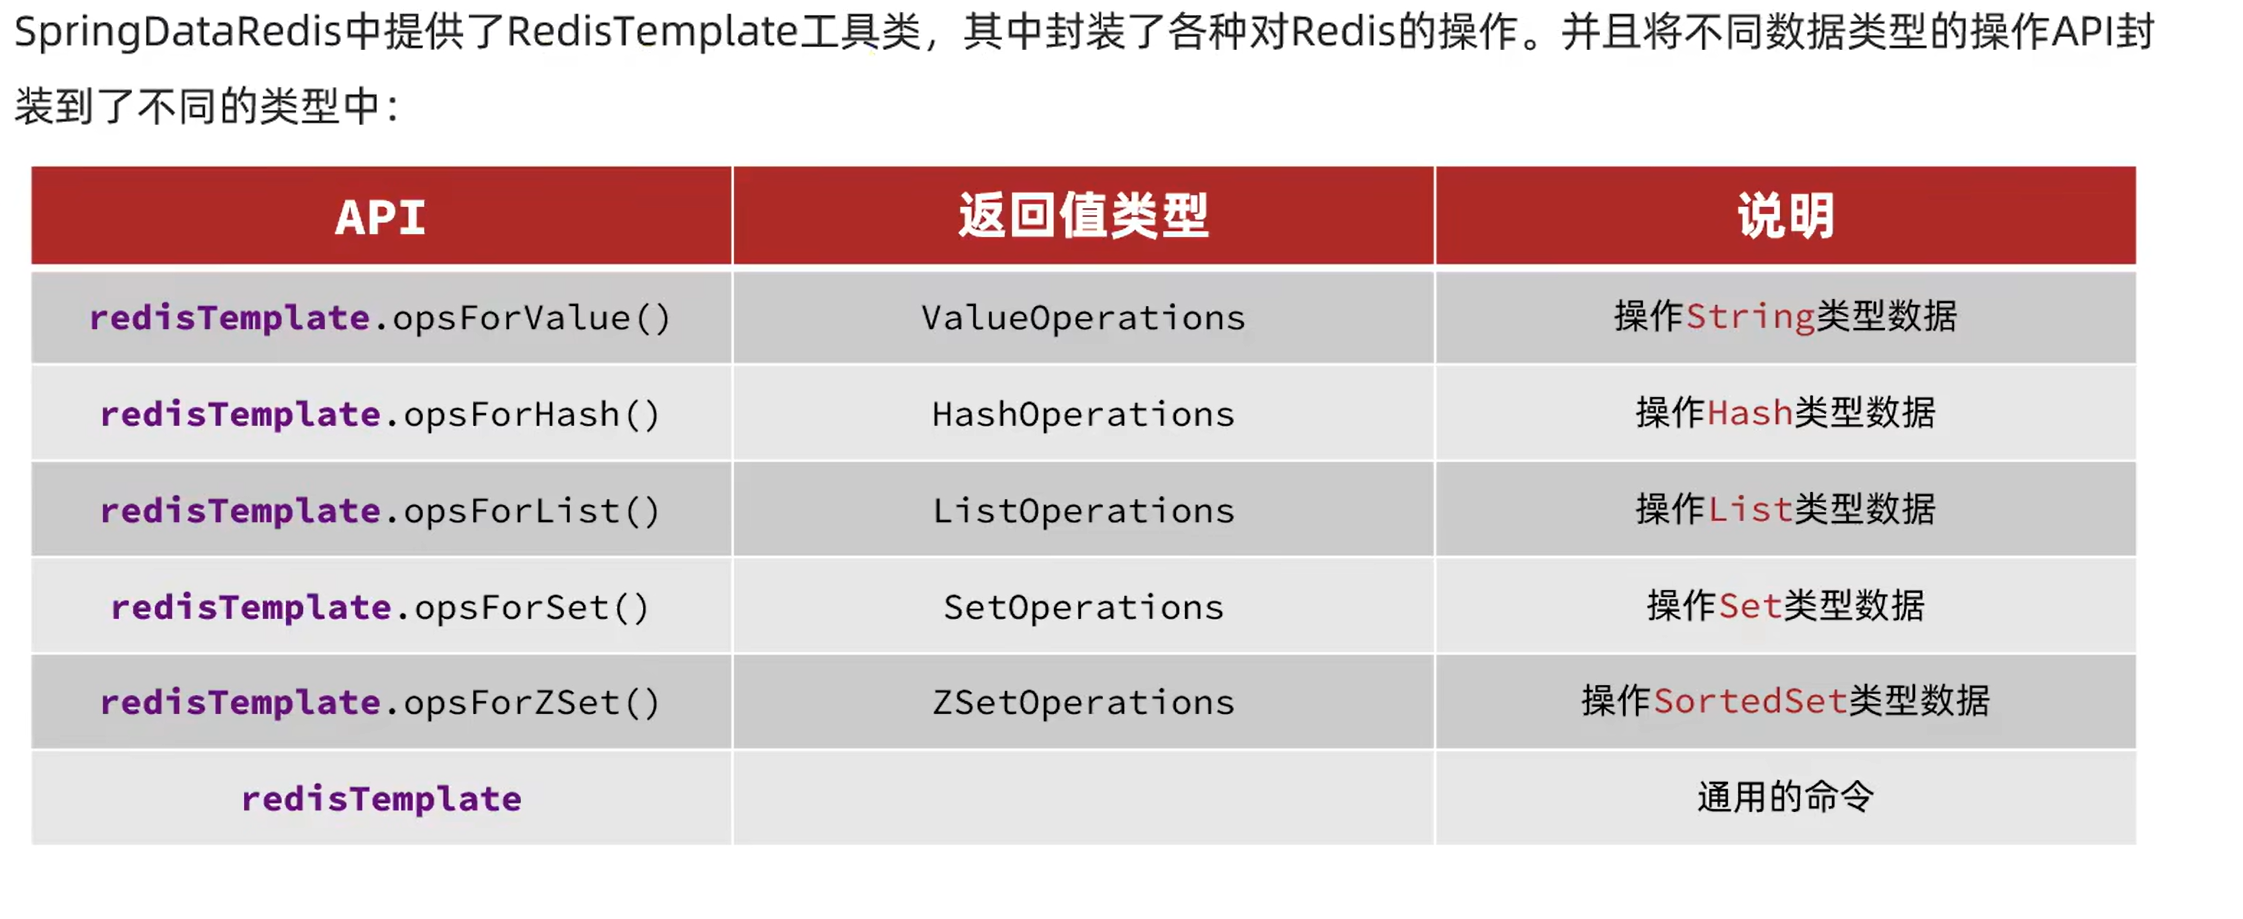 SpringDataRedis中提供了RedisTemplate工具类，其中封装了各种对Redis的操作。并且将不同数据类型的操作API封
装到了不同的类型中：
API 返回值类型 说明
redisTemplate.opsForValue() ValueOperations 操作String类型数据
redisTemplate.opsForHash() HashOperations 操作Hash类型数据
redisTemplate.opsForList() ListOperations 操作List类型数据
redisTemplate.opsForSet() SetOperations 操作Set类型数据
redisTemplate.opsForZSet() ZSetOperations 操作SortedSet类型数据
redisTemplate 通用的命令